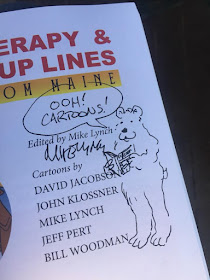 ERAPY &
UP LINES
OM MAINE
OOH!
CARTOONS!
Edited by Mike Lynch
Cartoons by
DAVID JACOBSON
JOHN KLOSSNER
MIKE LYNCH
JEFF PERT
BILL WOODMAN